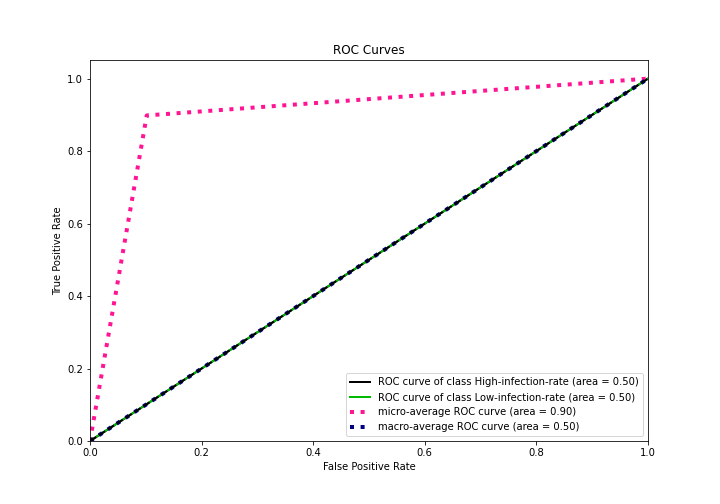 ROC Curves
1.0
0.8
0.6
0.4
0.2
0.0
True Positive Rate
0.0 0.2 0.4 0.6 0.8 1.0
False Positive Rate
ROC curve of class High-infection-rate (area = 0.50)
ROC curve of class Low-infection-rate (area = 0.50)
micro-average ROC curve (area = 0.90)
macro-average ROC curve (area = 0.50)